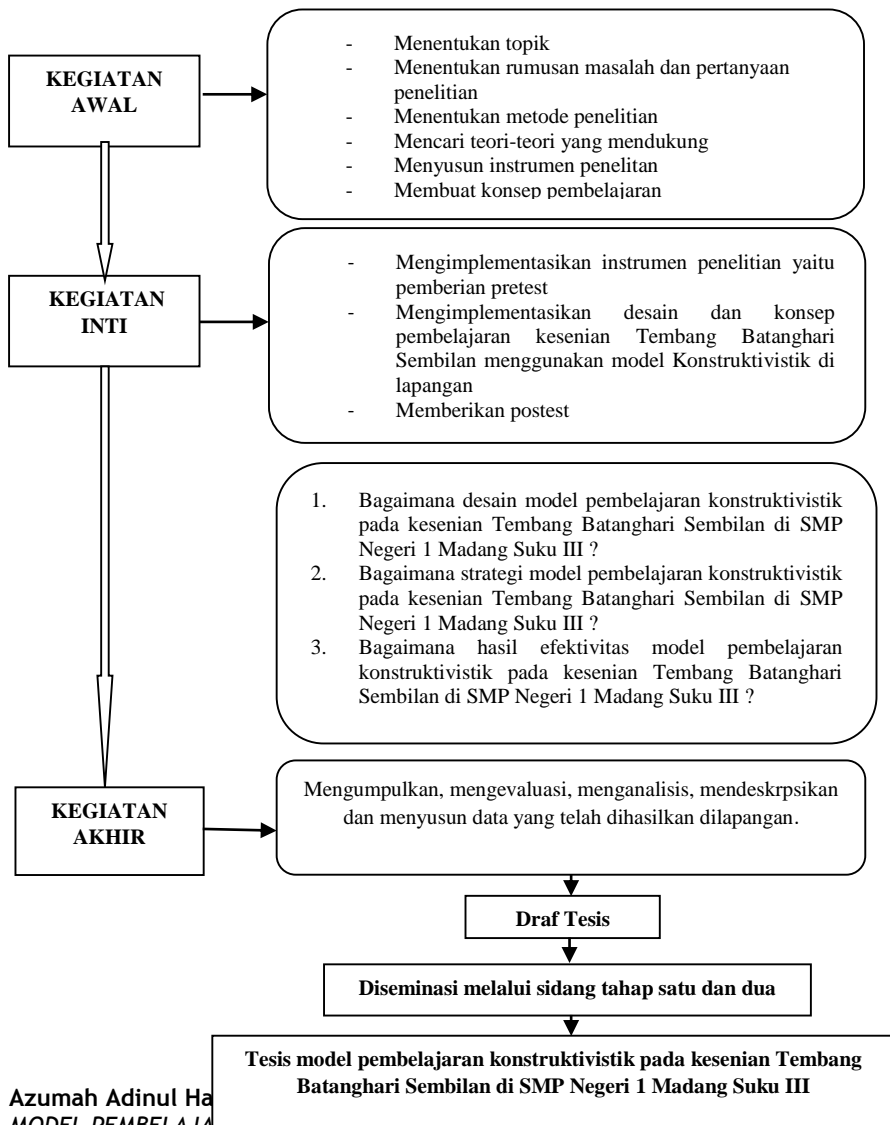 KEGIATAN
AWAL
- Menentukan topik
- Menentukan rumusan masalah dan pertanyaan
penelitian
- Menentukan metode penelitian
- Mencari teori-teori yang mendukung
- Menyusun instrumen penelitan
- Membuat konsep pembelajaran
KEGIATAN
INTI
- Mengimplementasikan instrumen penelitian yaitu
pemberian pretest
- Mengimplementasikan desain dan konsep
pembelajaran kesenian Tembang Batanghari
Sembilan menggunakan model Konstruktivistik di
lapangan
- Memberikan postest
1. Bagaimana desain model pembelajaran konstruktivistik
pada kesenian Tembang Batanghari Sembilan di SMP
Negeri 1 Madang Suku III ?
2. Bagaimana strategi model pembelajaran konstruktivistik
pada kesenian Tembang Batanghari Sembilan di SMP
Negeri 1 Madang Suku III ?
3. Bagaimana hasil efektivitas model pembelajaran
konstruktivistik pada kesenian Tembang Batanghari
Sembilan di SMP Negeri 1 Madang Suku III ?
KEGIATAN
AKHIR
Mengumpulkan, mengevaluasi, menganalisis, mendeskrpsikan
dan menyusun data yang telah dihasilkan dilapangan.
Draf Tesis
Diseminasi melalui sidang tahap satu dan dua
Tesis model pembelajaran konstruktivistik pada kesenian Tembang
Batanghari Sembilan di SMP Negeri 1 Madang Suku III
Azumah Adinul Ha
MODEL PEMBELAJA